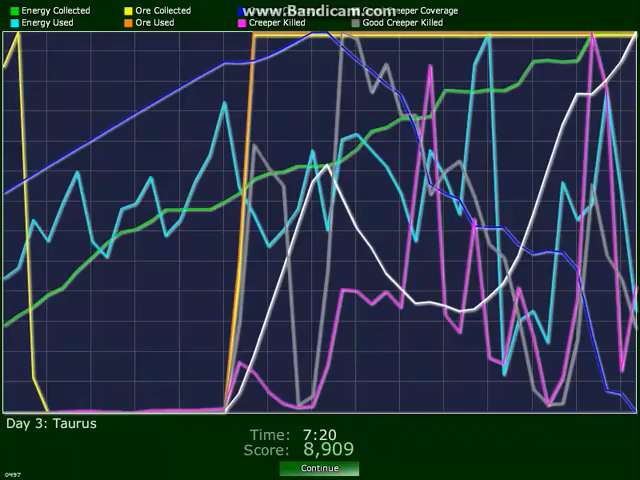 Energy Collected Ore Collected www.Bandicam.com Creeper Coverage
Energy Used Ore Used Creeper Killed Good Creeper Killed
Day 3: Taurus
Time: 7:20
Score: 8,909
Continue
0497